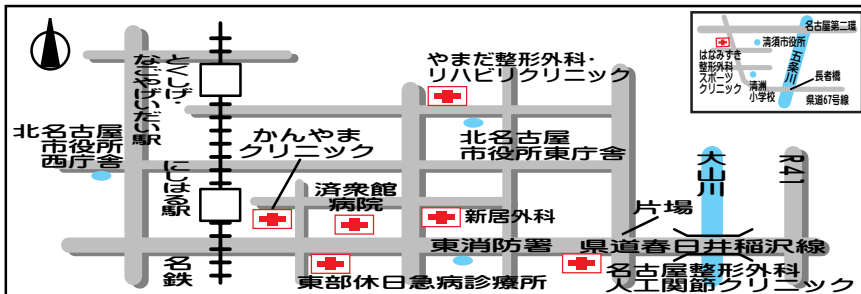 とくしげ・
なごやげいだい駅
北名古屋
市役所
西庁舎
にしはる駅
名鉄
かんやま
クリニック
済衆館
病院
東部休日急病診療所
やまだ整形外科・
リハビリクリニック
北名古屋
市役所東庁舎
新居外科
東消防署
片場
県道春日井稲沢線
名古屋整形外科
人工関節クリニック
大山川
R41
名古屋第二環
清須市役所
はなみずき
整形外科
スポーツ
クリニック
清洲
小学校
五条川
長者橋
県道67号線